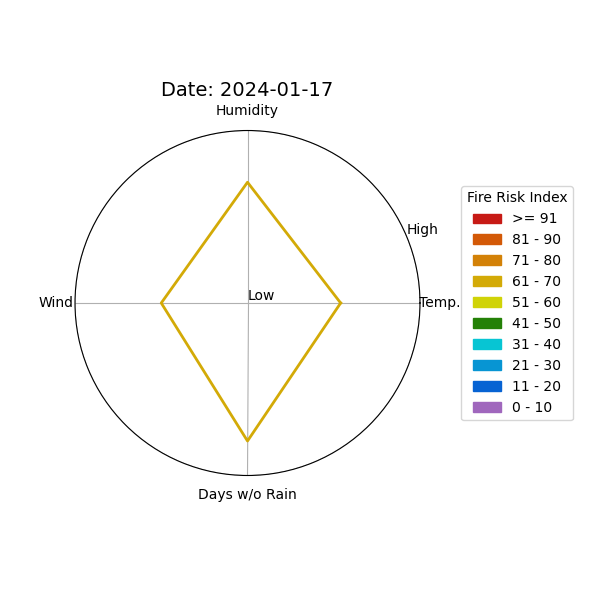 Date: 2024-01-17
Humidity
High
Low
Wind
Temp.
Days w/o Rain
Fire Risk Index
>= 91
81 - 90
71 - 80
61 - 70
51 - 60
41 - 50
31 - 40
21 - 30
11 - 20
0 - 10